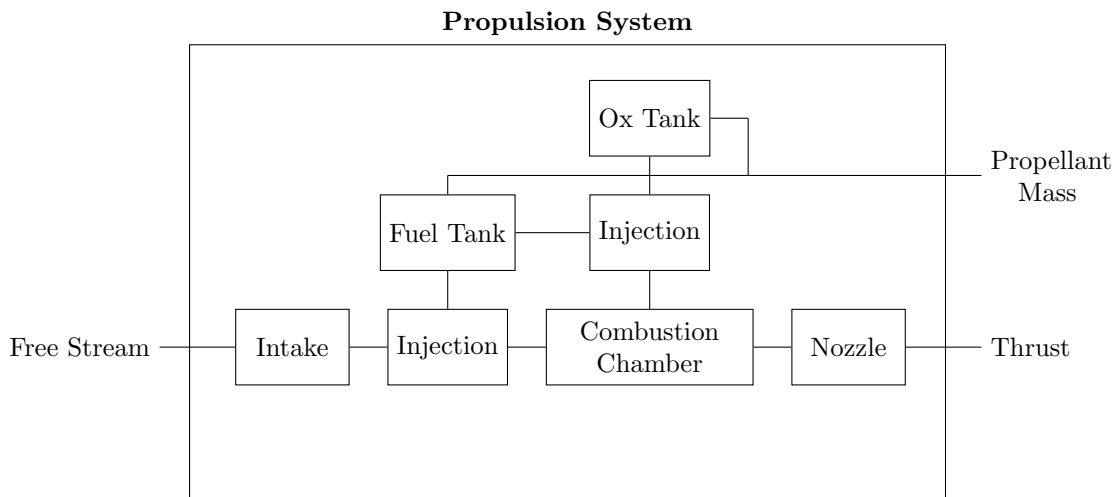 Propulsion System
Ox Tank
Propellant
Mass
Fuel Tank
Injection
Free Stream
Intake
Injection
Combustion
Chamber
Nozzle
Thrust